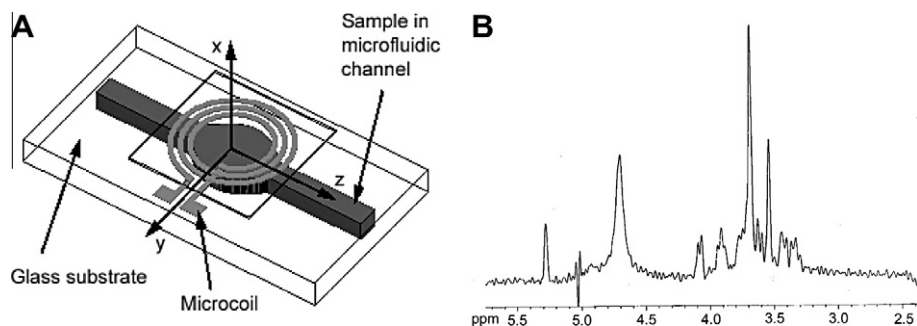 A
x
Sample in
microfluidic
channel
z
y
Glass substrate
Microcoil
B
ppm 5.5 5.0 4.5 4.0 3.5 3.0 2.5